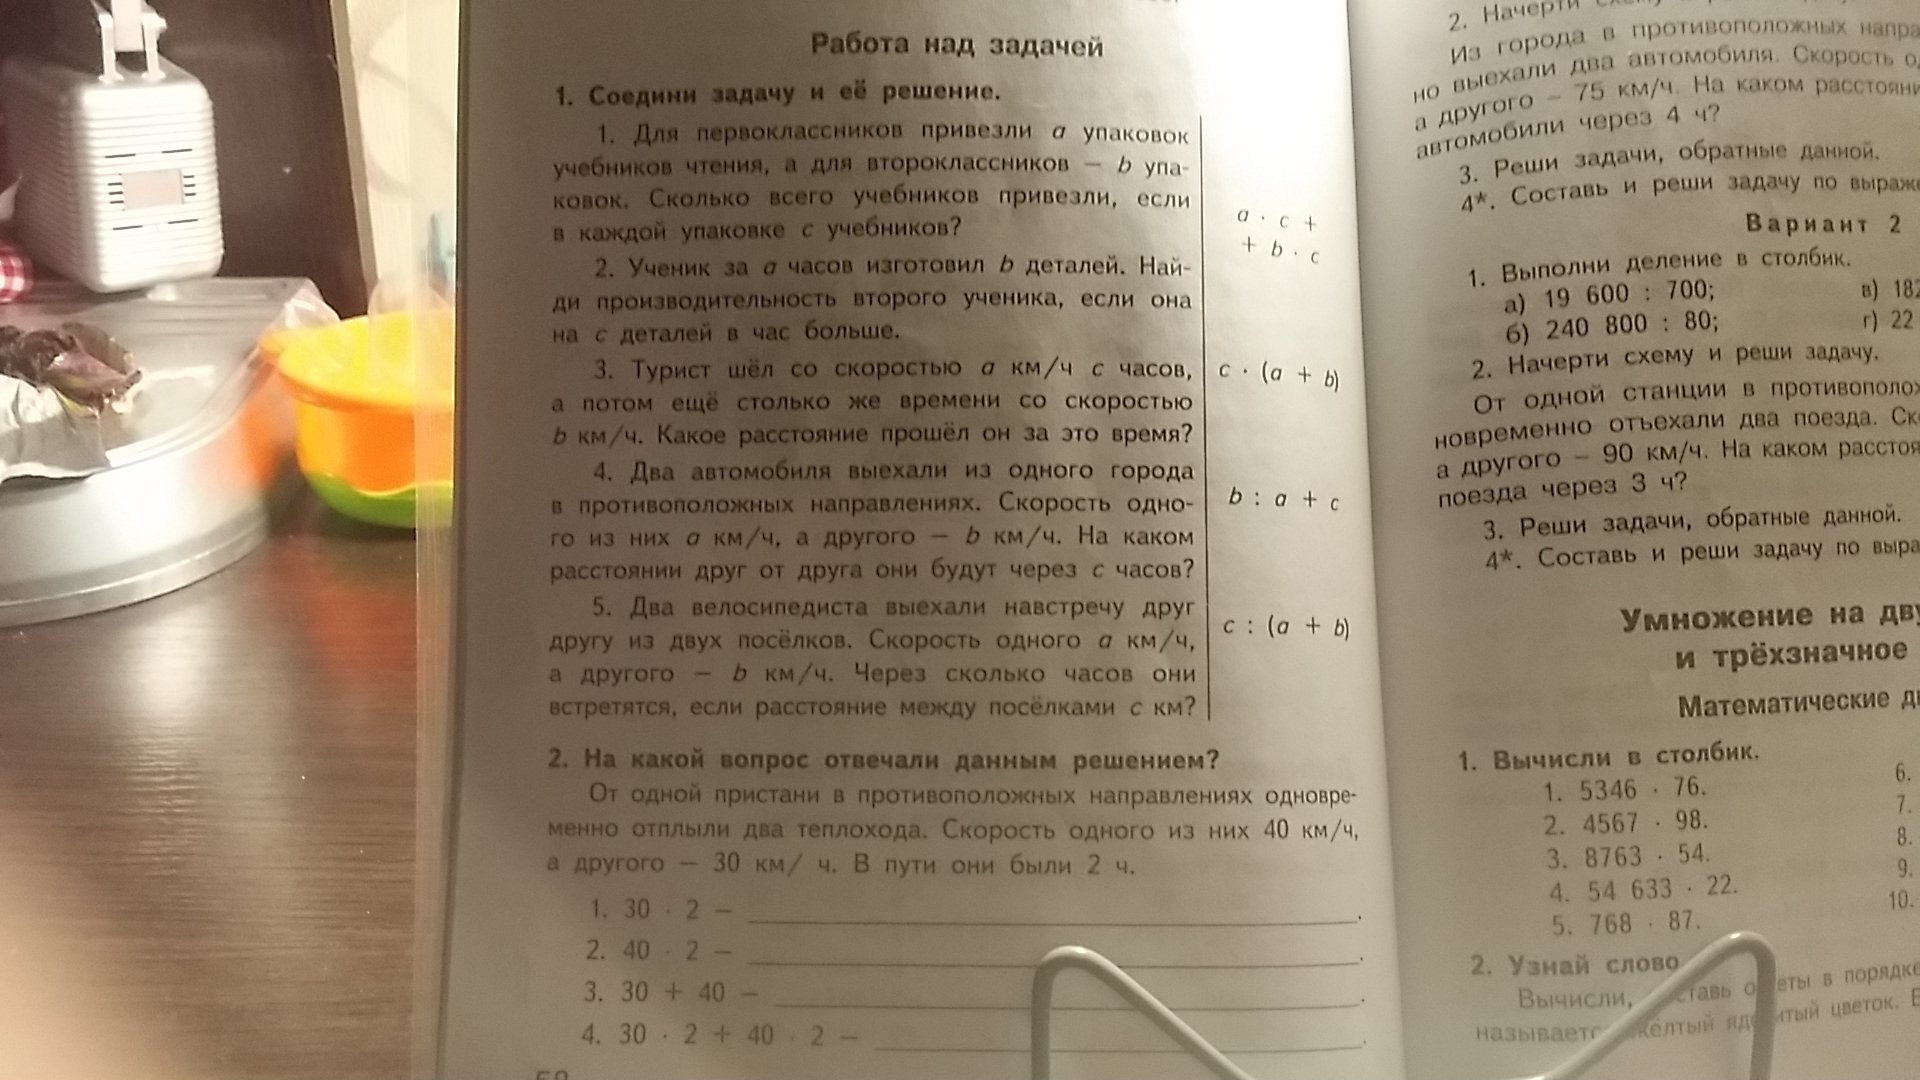 Работа над задачей
1. Соедини задачу и её решение.
1. Для первоклассников привезли a упаковок
учебников чтения, а для второклассников — b упа-
ковок. Сколько всего учебников привезли, если
в каждой упаковке c учебников?
2. Ученик за a часов изготовил b деталей. Най-
ди производительность второго ученика, если она
на c деталей в час больше.
3. Турист шёл со скоростью a км/ч c часов,
а потом ещё столько же времени со скоростью
b км/ч. Какое расстояние прошёл он за это время?
4. Два автомобиля выехали из одного города
в противоположных направлениях. Скорость одно-
го из них a км/ч, а другого — b км/ч. На каком
расстоянии друг от друга они будут через c часов?
5. Два велосипедиста выехали навстречу друг
другу из двух посёлков. Скорость одного a км/ч,
а другого — b км/ч. Через сколько часов они
встретятся, если расстояние между посёлками c км?
a · c +
+ b · c
c · (a + b)
b : a + c
c : (a + b)
2. На какой вопрос отвечали данным решением?
От одной пристани в противоположных направлениях одновре-
менно отплыли два теплохода. Скорость одного из них 40 км/ч,
а другого — 30 км/ ч. В пути они были 2 ч.
1. 30 · 2 —
2. 40 · 2 —
3. 30 + 40 —
4. 30 · 2 + 40 · 2 —
2. Начерти
Из города в противоположных
но выехали два автомобиля. Скорость
а другого — 75 км/ч. На каком
автомобили через 4 ч?
3. Реши задачи, обратные данной.
4*. Составь и реши задачу по
Вариант 2
1. Выполни деление в столбик.
а) 19 600 : 700; в)
б) 240 800 : 80; г) 22
2. Начерти схему и реши задачу.
От одной станции в
новременно отъехали два поезда.
а другого — 90 км/ч. На каком
поезда через 3 ч?
3. Реши задачи, обратные данной.
4*. Составь и реши задачу по
Умножение на
и трёхзначное
Математические
1. Вычисли в столбик.
1. 5346 · 76.
2. 4567 · 98.
3. 8763 · 54.
4. 54 633 · 22.
5. 768 · 87.
6.
7.
8.
9.
10.
2. Узнай слово
Вычисли, в порядке
цветок.